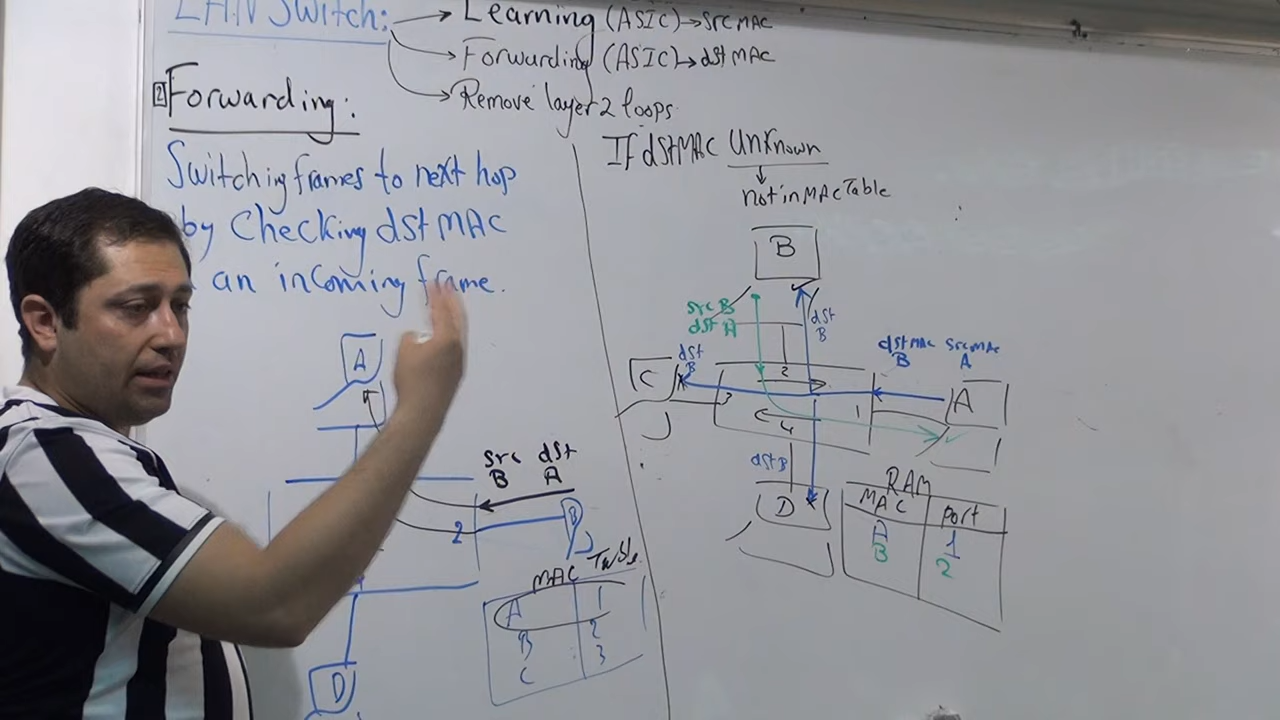 LAN Switch:
Learning (ASIC)→src MAC
Forwarding (ASIC)→dst MAC
Remove layer 2 loops.
2 Forwarding:
Switching frames to next hop
by Checking dst MAC
an incoming frame.
A
src dst
B A
2
B
MAC Table
A 1
B 2
C 3
D
If dst MAC Unknown
not in MAC Table
B
src B
dst A
dst
B
dst
B
dst MAC src MAC
B A
C
2
1
A
4
dst B
D
RAM
MAC port
A 1
B 2